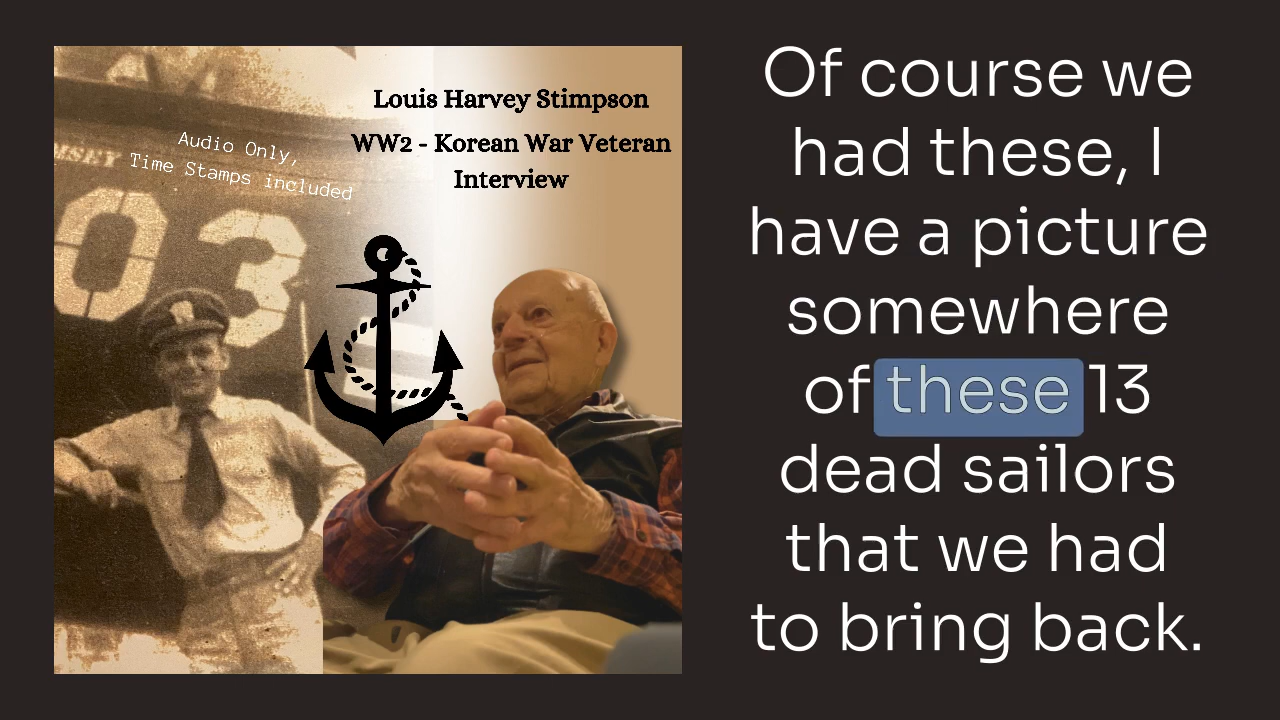 Louis Harvey Stimpson
WW2 - Korean War Veteran
Interview
Audio Only,
Time Stamps included
MSEY
03
Of course we
had these, I
have a picture
somewhere
of these 13
dead sailors
that we had
to bring back.